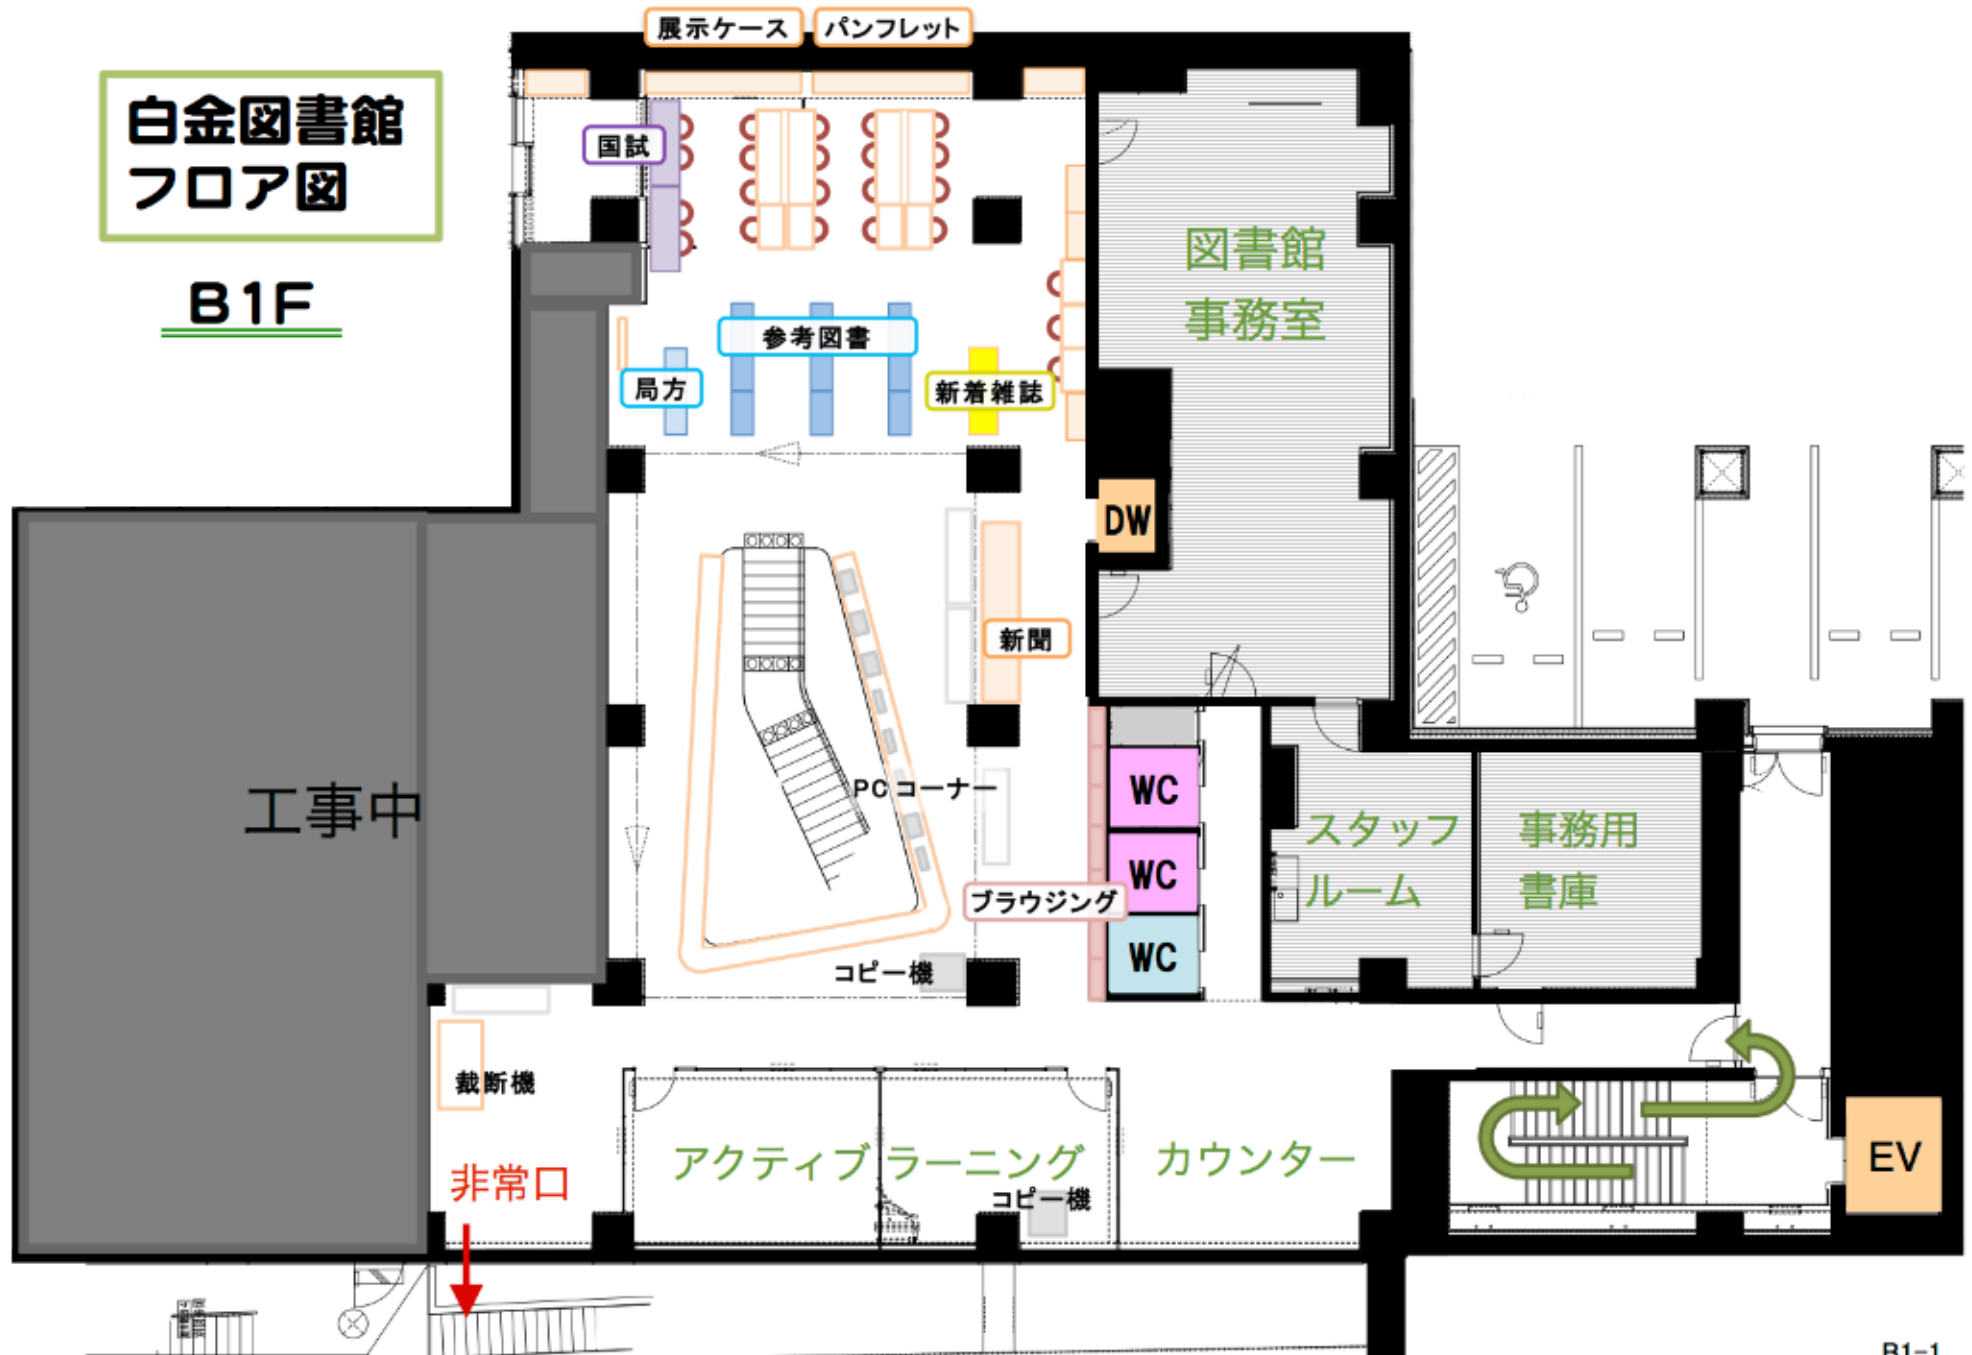 展示ケース
パンフレット
白金図書館
フロア図
B1F
国試
図書館
事務室
参考図書
局方
新着雑誌
DW
新聞
工事中
PCコーナー
WC
WC
WC
スタッフ
ルーム
事務用
書庫
ブラウジング
コピー機
裁断機
非常口
アクティブラーニング
コピー機
カウンター
EV
B1-1